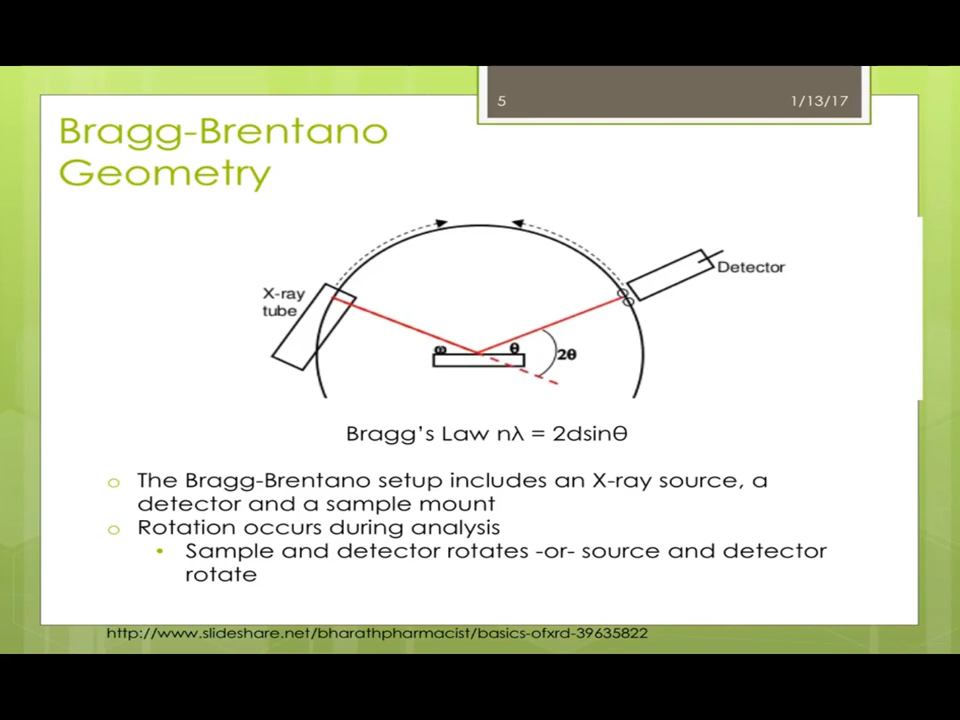 5
1/13/17
Bragg-Brentano
Geometry
X-ray
tube
Detector
ω
θ
2θ
Bragg's Law nλ = 2dsinθ
o The Bragg-Brentano setup includes an X-ray source, a
detector and a sample mount
o Rotation occurs during analysis
• Sample and detector rotates -or- source and detector
rotate
http://www.slideshare.net/bharathpharmacist/basics-ofxrd-39635822